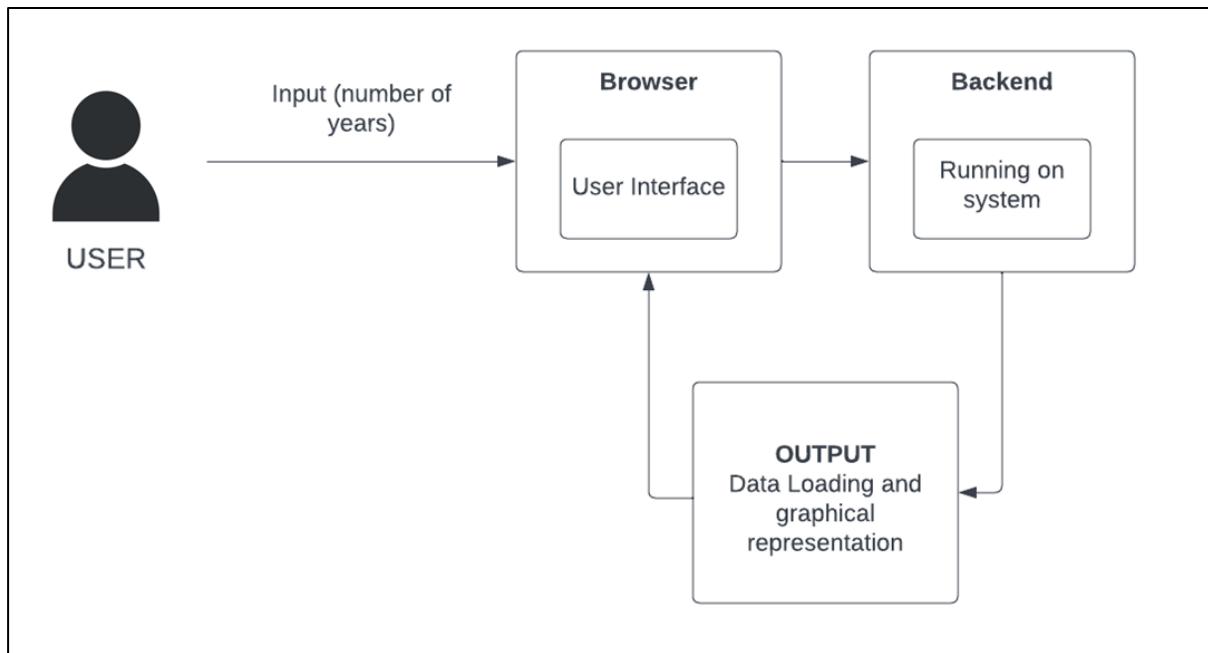 Input (number of
years)
USER
Browser
User Interface
Backend
Running on
system
OUTPUT
Data Loading and
graphical
representation